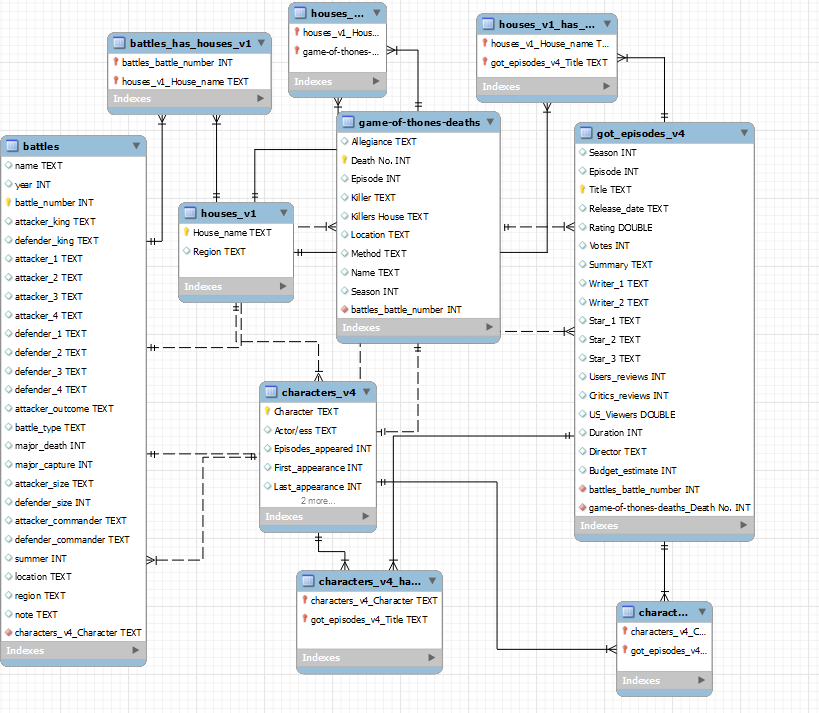 battles_has_houses_v1
battles_battle_number INT
houses_v1_House_name TEXT
Indexes
houses_...
houses_v1_Hous...
game-of-thones-...
Indexes
houses_v1_has_...
houses_v1_House_name T...
got_episodes_v4_Title TEXT
Indexes
battles
name TEXT
year INT
battle_number INT
attacker_king TEXT
defender_king TEXT
attacker_1 TEXT
attacker_2 TEXT
attacker_3 TEXT
attacker_4 TEXT
defender_1 TEXT
defender_2 TEXT
defender_3 TEXT
defender_4 TEXT
attacker_outcome TEXT
battle_type TEXT
major_death INT
major_capture INT
attacker_size TEXT
defender_size INT
attacker_commander TEXT
defender_commander TEXT
summer INT
location TEXT
region TEXT
note TEXT
characters_v4_Character TEXT
Indexes
houses_v1
House_name TEXT
Region TEXT
Indexes
game-of-thones-deaths
Allegiance TEXT
Death No. INT
Episode INT
Killer TEXT
Killers House TEXT
Location TEXT
Method TEXT
Name TEXT
Season INT
battles_battle_number INT
Indexes
got_episodes_v4
Season INT
Episode INT
Title TEXT
Release_date TEXT
Rating DOUBLE
Votes INT
Summary TEXT
Writer_1 TEXT
Writer_2 TEXT
Star_1 TEXT
Star_2 TEXT
Star_3 TEXT
Users_reviews INT
Critics_reviews INT
US_Viewers DOUBLE
Duration INT
Director TEXT
Budget_estimate INT
battles_battle_number INT
game-of-thones-deaths_Death No. INT
Indexes
characters_v4
Character TEXT
Actor/ess TEXT
Episodes_appeared INT
First_appearance INT
Last_appearance INT
2 more...
Indexes
characters_v4_ha...
characters_v4_Character TEXT
got_episodes_v4_Title TEXT
Indexes
charact...
characters_v4_C...
got_episodes_v4...
Indexes